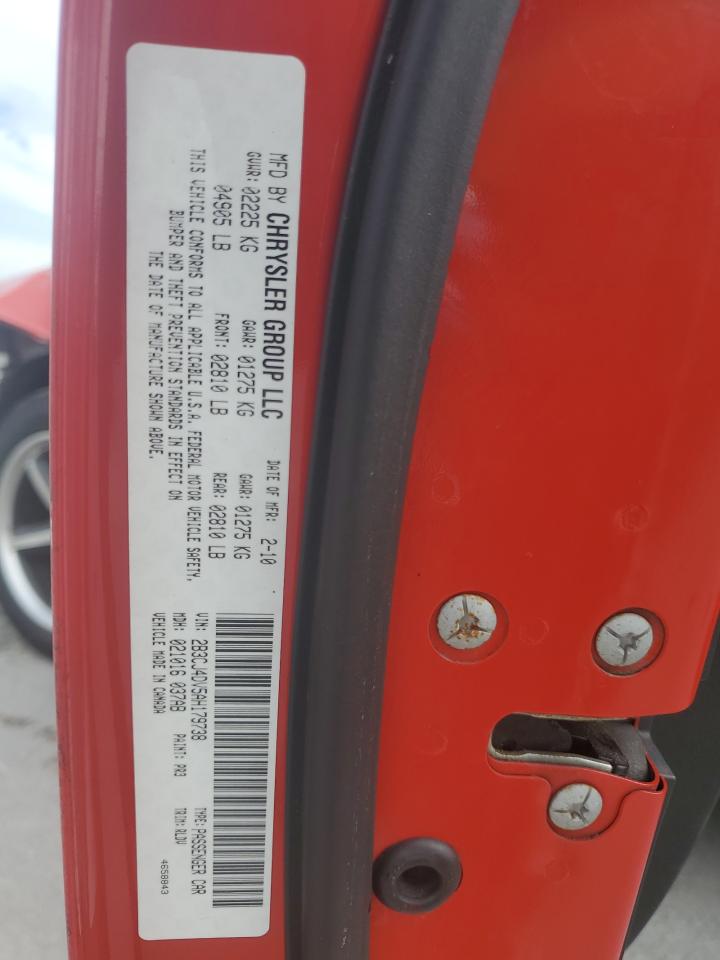 MFD BY CHRYSLER GROUP LLC
DATE OF MFR: 2-10
GVWR: 02225 KG
GAWR: 01275 KG
GAWR: 01275 KG
04905 LB
FRONT: 02810 LB
REAR: 02810 LB
THIS VEHICLE CONFORMS TO ALL APPLICABLE U.S.A. FEDERAL MOTOR VEHICLE SAFETY,
BUMPER AND THEFT PREVENTION STANDARDS IN EFFECT ON
THE DATE OF MANUFACTURE SHOWN ABOVE.
VIN: 2B3CJ4DV5AH179738
TYPE: PASSENGER CAR
MDH: 021016 037AB
PAINT: PR3
TRIM: RLDV
VEHICLE MADE IN CANADA
4658843